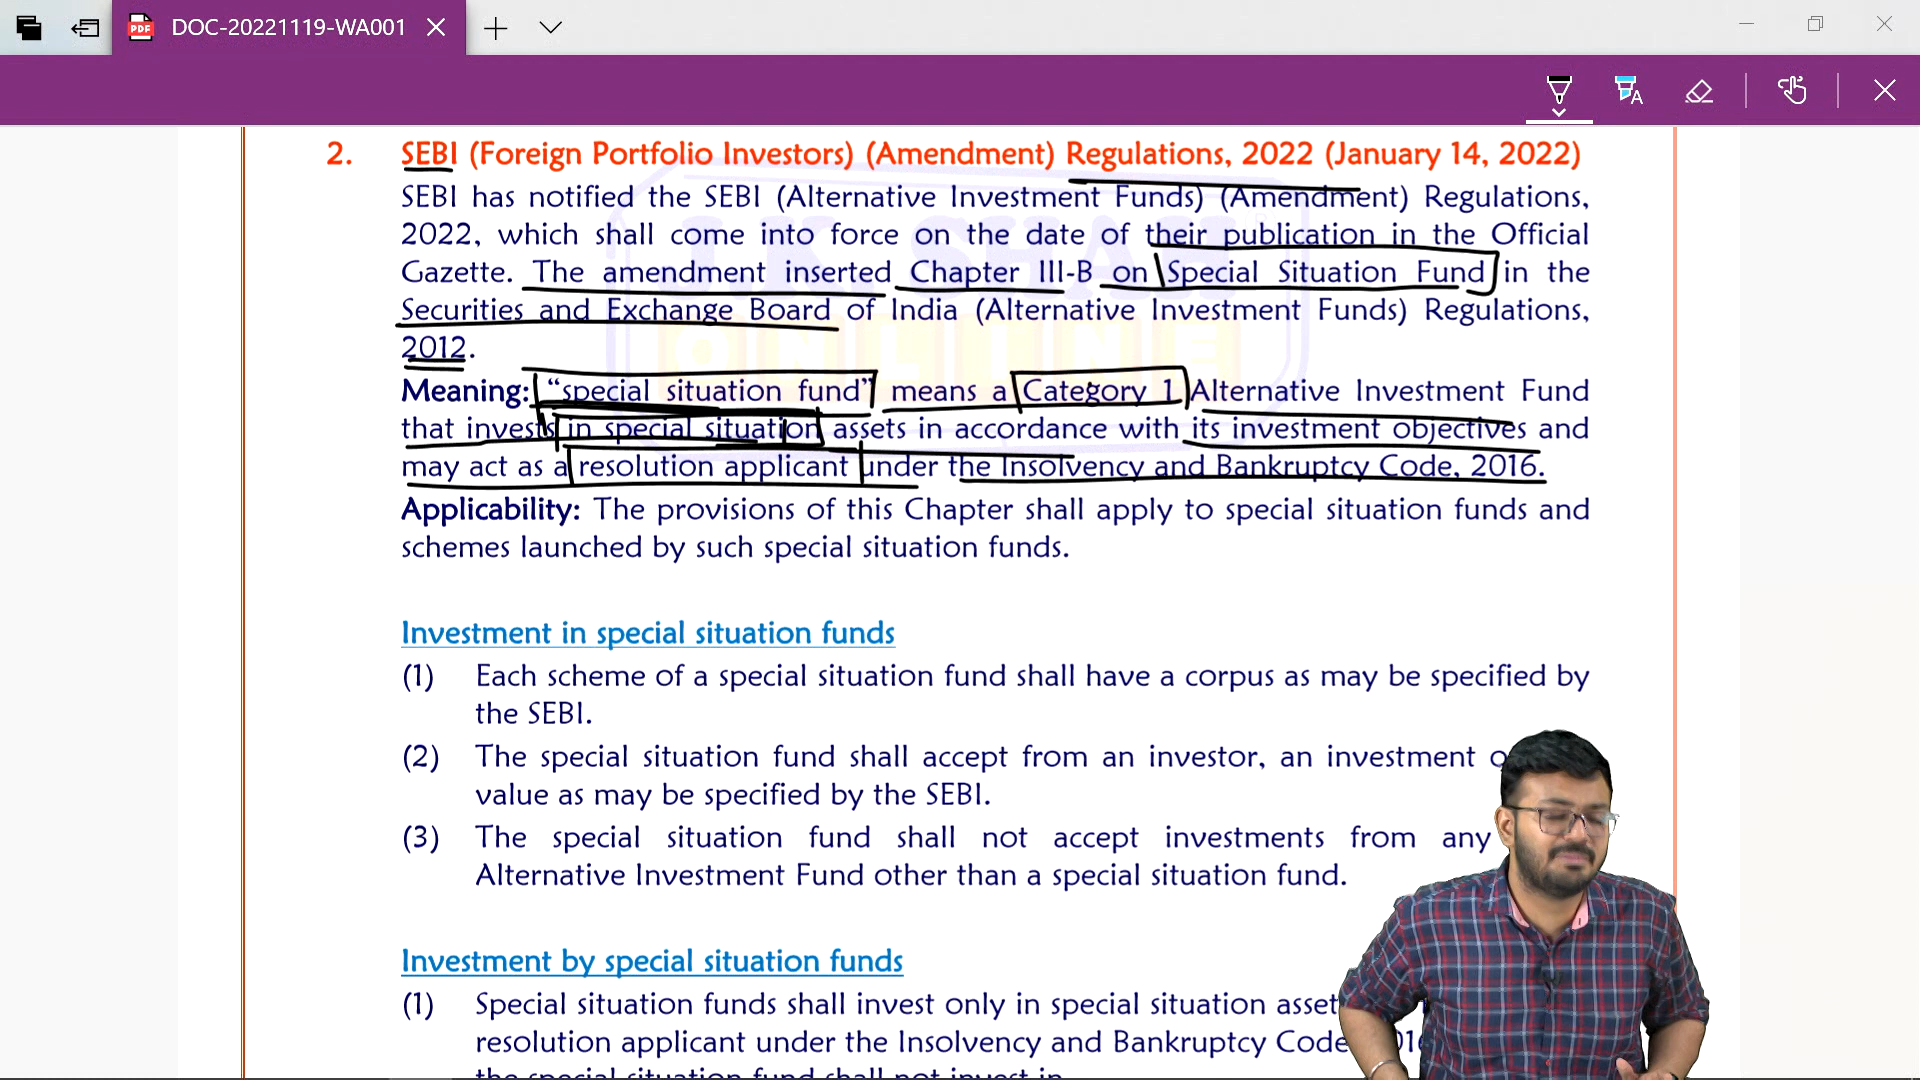 DOC-20221119-WA001
2. SEBI (Foreign Portfolio Investors) (Amendment) Regulations, 2022 (January 14, 2022)
SEBI has notified the SEBI (Alternative Investment Funds) (Amendment) Regulations,
2022, which shall come into force on the date of their publication in the Official
Gazette. The amendment inserted Chapter III-B on Special Situation Fund in the
Securities and Exchange Board of India (Alternative Investment Funds) Regulations,
2012.
Meaning: “special situation fund” means a Category 1 Alternative Investment Fund
that invests in special situation assets in accordance with its investment objectives and
may act as a resolution applicant under the Insolvency and Bankruptcy Code, 2016.
Applicability: The provisions of this Chapter shall apply to special situation funds and
schemes launched by such special situation funds.
Investment in special situation funds
(1) Each scheme of a special situation fund shall have a corpus as may be specified by
the SEBI.
(2) The special situation fund shall accept from an investor, an investment
value as may be specified by the SEBI.
(3) The special situation fund shall not accept investments from any
Alternative Investment Fund other than a special situation fund.
Investment by special situation funds
(1) Special situation funds shall invest only in special situation asset
resolution applicant under the Insolvency and Bankruptcy Code
the special situation fund shall not invest in